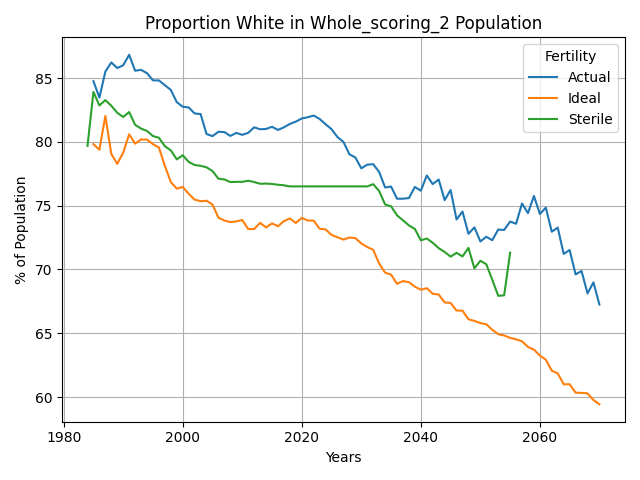 Proportion White in Whole_scoring_2 Population
% of Population
85
80
75
70
65
60
Fertility
Actual
Ideal
Sterile
1980
2000
2020
2040
2060
Years